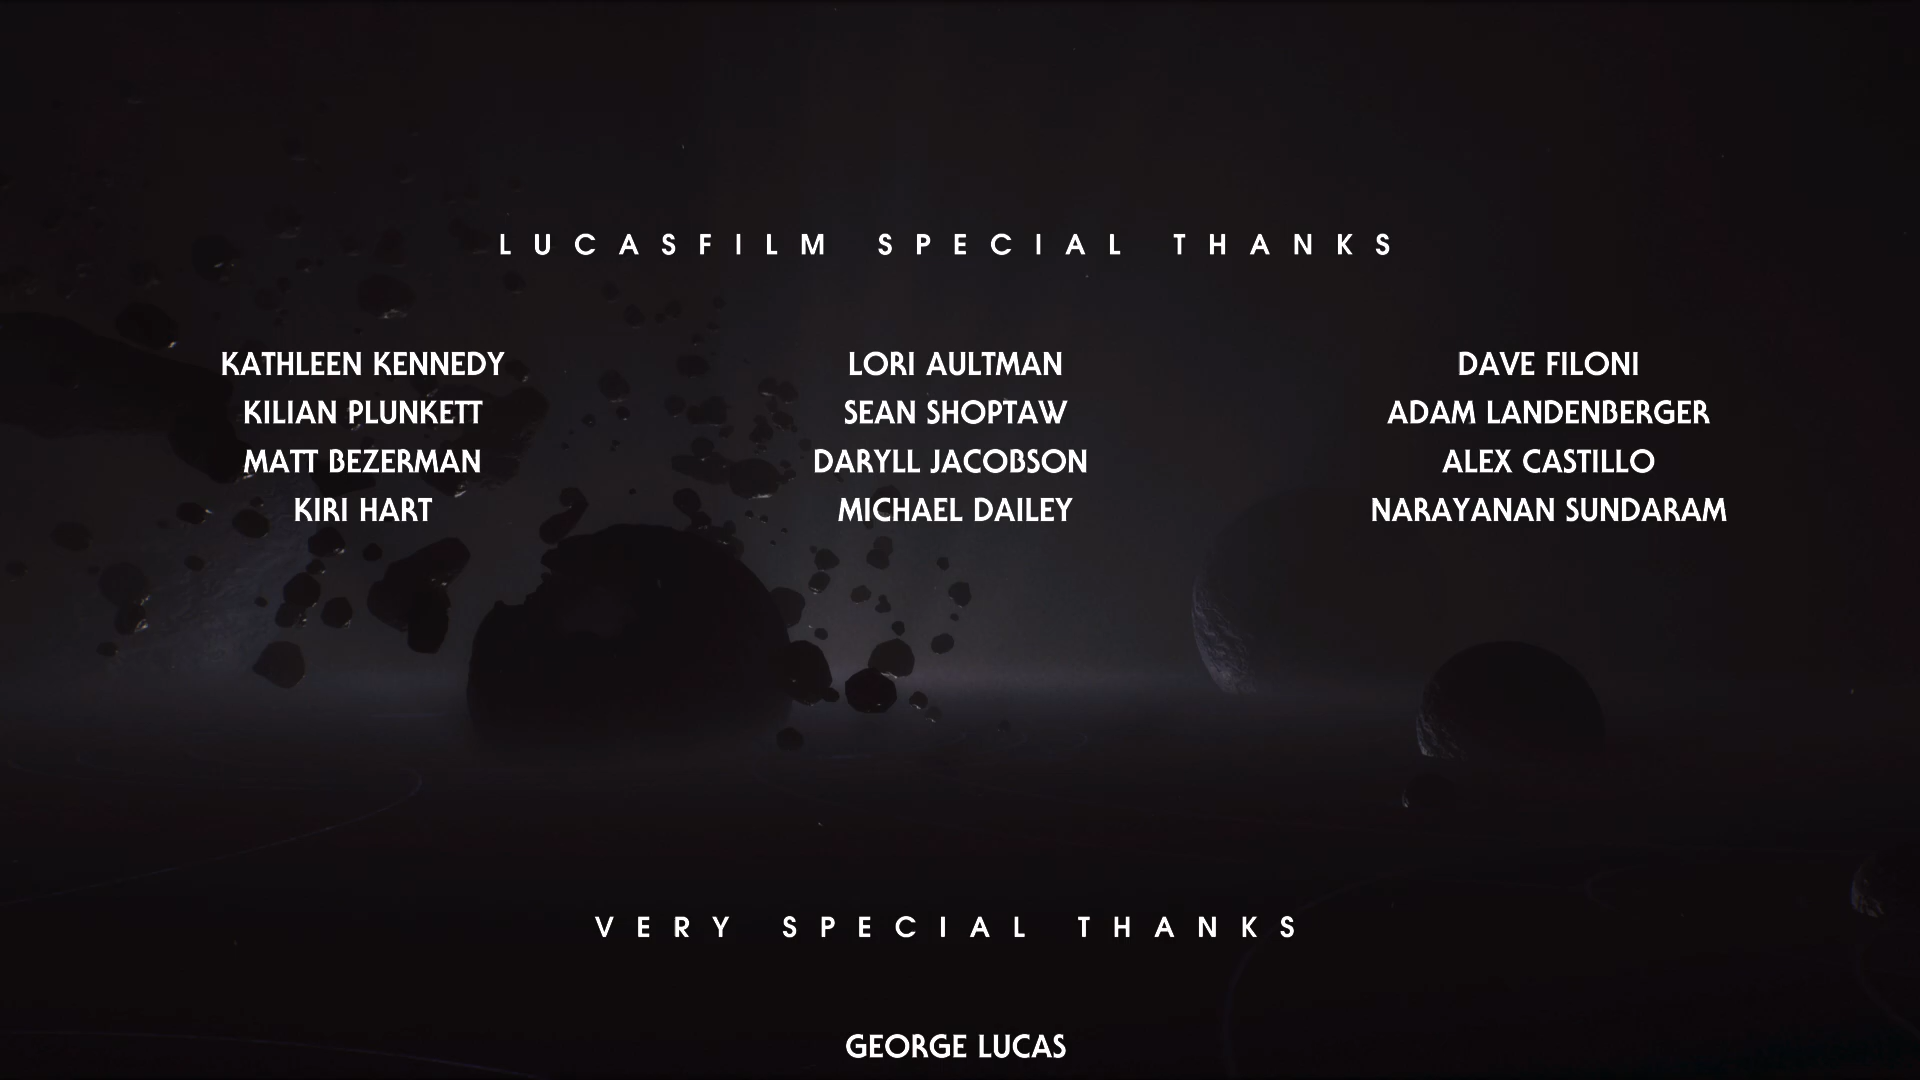 LUCASFILM SPECIAL THANKS
KATHLEEN KENNEDY
KILIAN PLUNKETT
MATT BEZERMAN
KIRI HART
LORI AULTMAN
SEAN SHOPTAW
DARYLL JACOBSON
MICHAEL DAILEY
DAVE FILONI
ADAM LANDENBERGER
ALEX CASTILLO
NARAYANAN SUNDARAM
VERY SPECIAL THANKS
GEORGE LUCAS